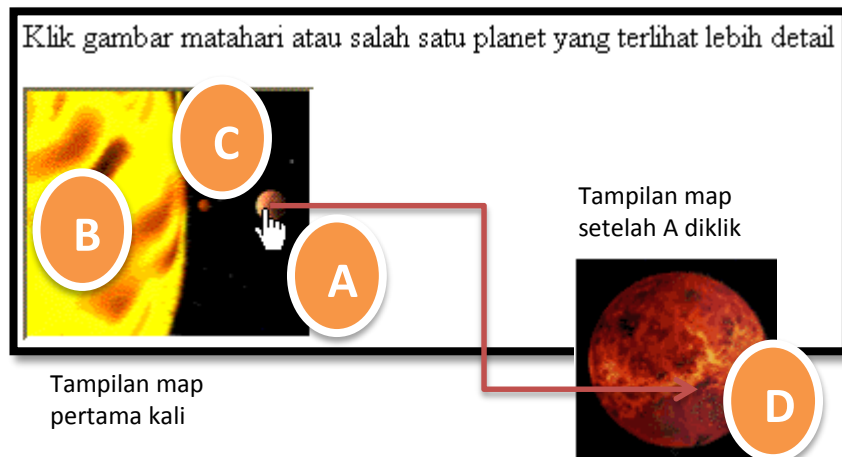 Klik gambar matahari atau salah satu planet yang terlihat lebih detail
C
B
A
Tampilan map
setelah A diklik
D
Tampilan map
pertama kali